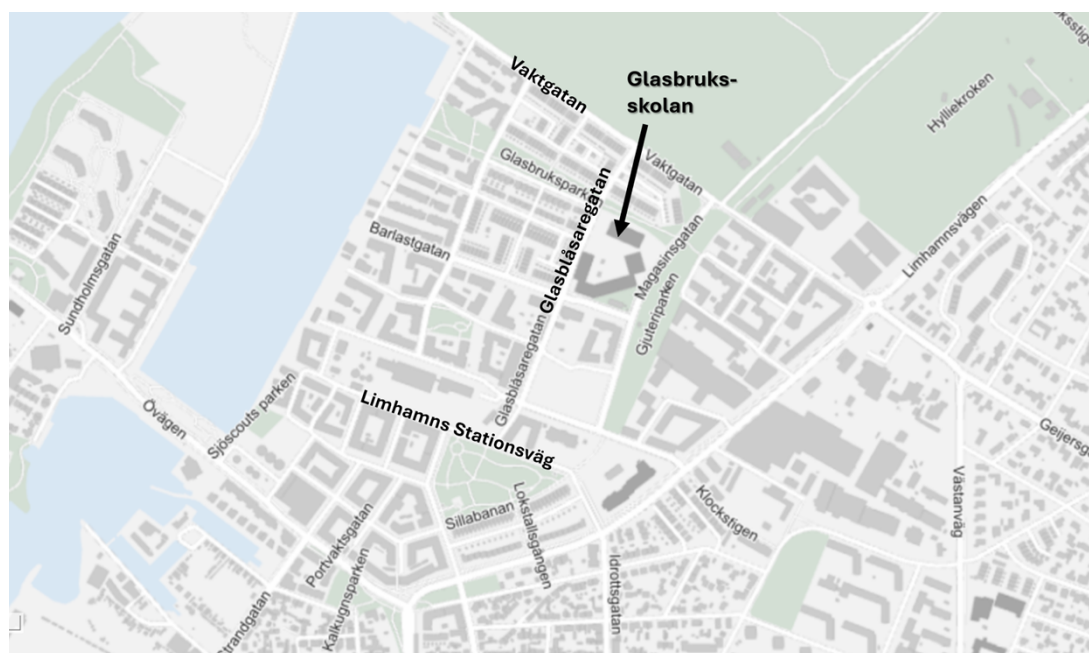 Vaktgatan
Glasbruks-
skolan
Hylliekroken
Glasbruksparken
Vaktgatan
Glasblåsaregatan
Magasinsgatan
Limhamnsvägen
Barlastgatan
Sundholmsgatan
Gjuteriparken
Glasblåsaregatan
Övägen
Sjöscouts parken
Limhamns Stationsväg
Västanväg
Klockstigen
Sillabanan
Lokstallsgången
Portvaktsgatan
Kalkugnsparken
Idrottsgatan
Strandgatan